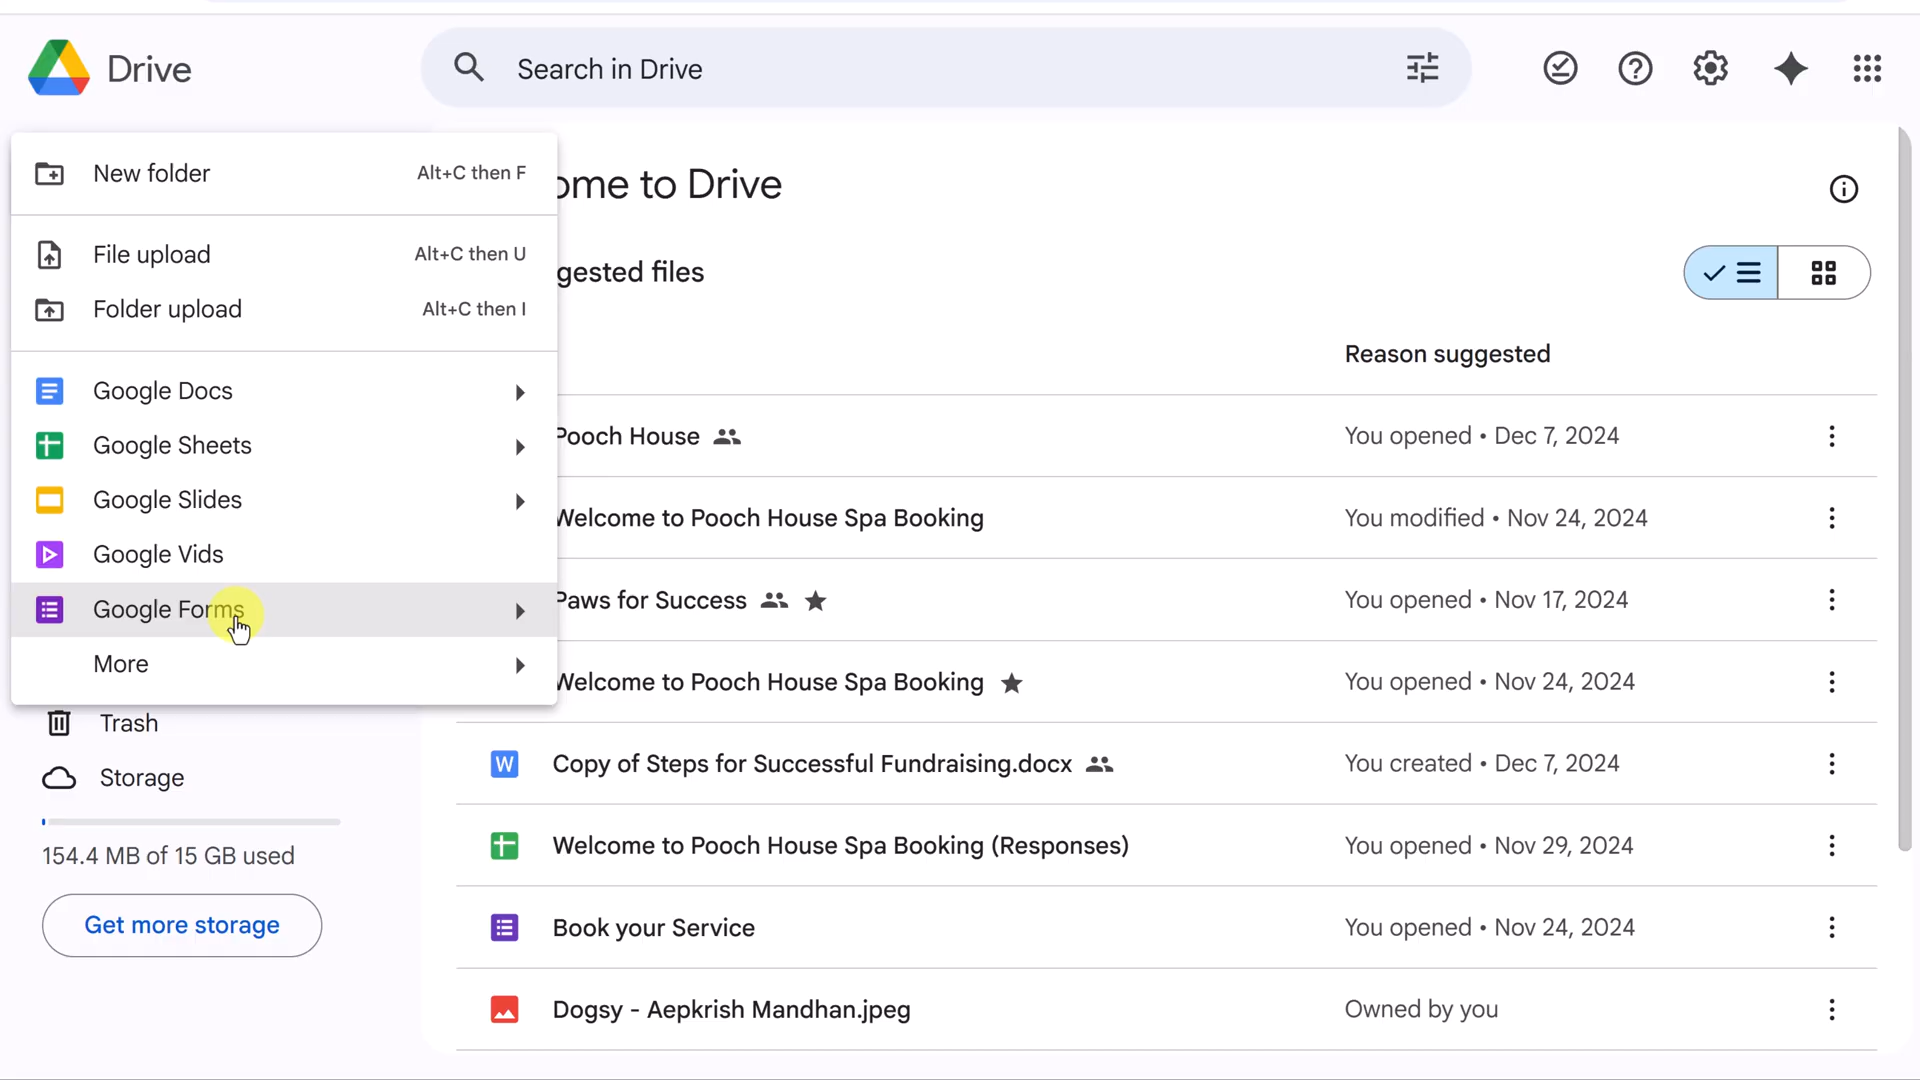 Drive
Search in Drive
New folder Alt+C then F
File upload Alt+C then U
Folder upload Alt+C then I
Google Docs
Google Sheets
Google Slides
Google Vids
Google Forms
More
Trash
Storage
154.4 MB of 15 GB used
Get more storage
ome to Drive
gested files
Reason suggested
Pooch House You opened • Dec 7, 2024
Welcome to Pooch House Spa Booking You modified • Nov 24, 2024
Paws for Success You opened • Nov 17, 2024
Welcome to Pooch House Spa Booking You opened • Nov 24, 2024
W Copy of Steps for Successful Fundraising.docx You created • Dec 7, 2024
Welcome to Pooch House Spa Booking (Responses) You opened • Nov 29, 2024
Book your Service You opened • Nov 24, 2024
Dogsy - Aepkrish Mandhan.jpeg Owned by you